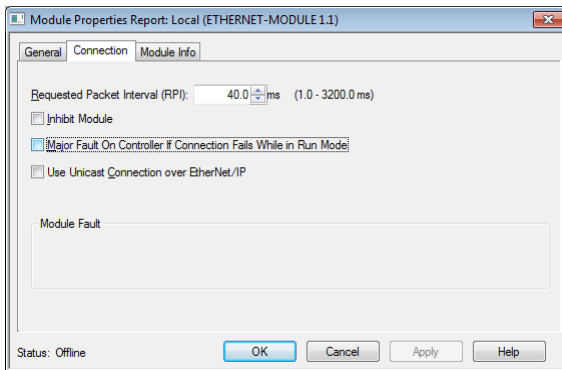 Module Properties Report: Local (ETHERNET-MODULE 1.1)
General Connection Module Info
Requested Packet Interval (RPI): 40.0 ms (1.0 - 3200.0 ms)
Inhibit Module
Major Fault On Controller If Connection Fails While in Run Mode
Use Unicast Connection over EtherNet/IP
Module Fault
Status: Offline OK Cancel Apply Help